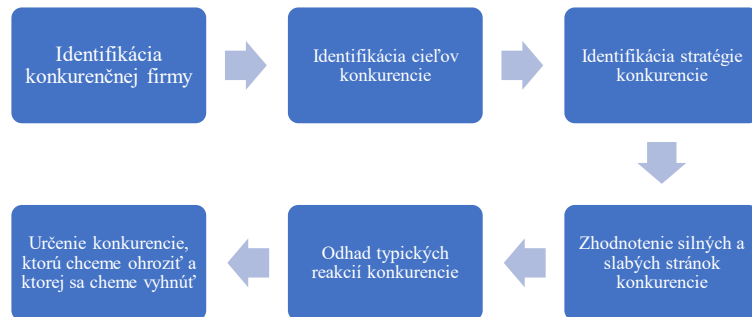 Identifikácia
konkurenčnej firmy
Identifikácia cieľov
konkurencie
Identifikácia stratégie
konkurencie
Zhodnotenie silných a
slabých stránok
konkurencie
Odhad typických
reakcií konkurencie
Určenie konkurencie,
ktorú chceme ohroziť a
ktorej sa cheme vyhnúť